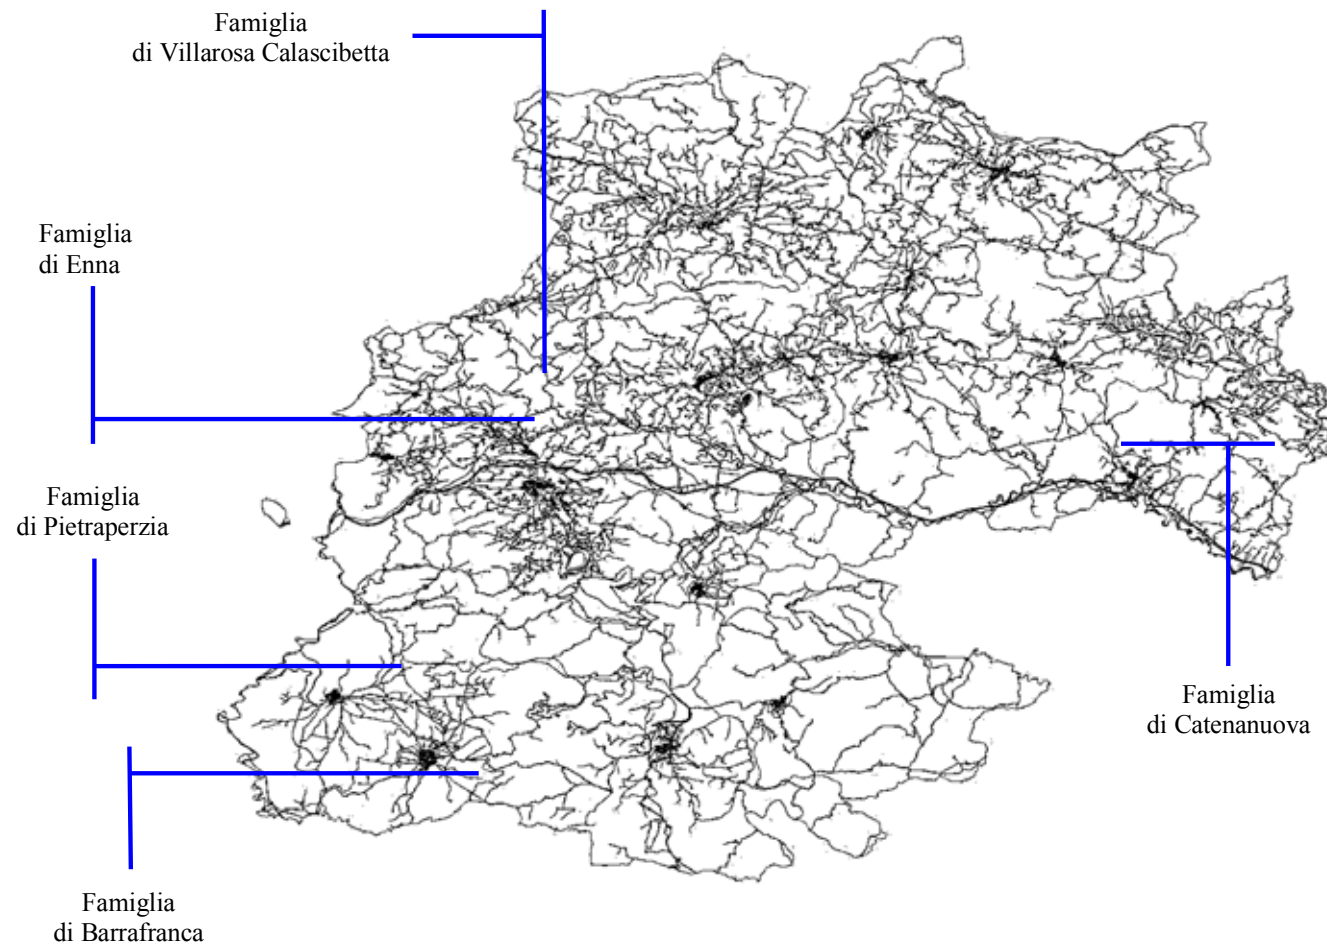 Famiglia
di Villarosa Calascibetta
Famiglia
di Enna
Famiglia
di Pietraperzia
Famiglia
di Catenanuova
Famiglia
di Barrafranca